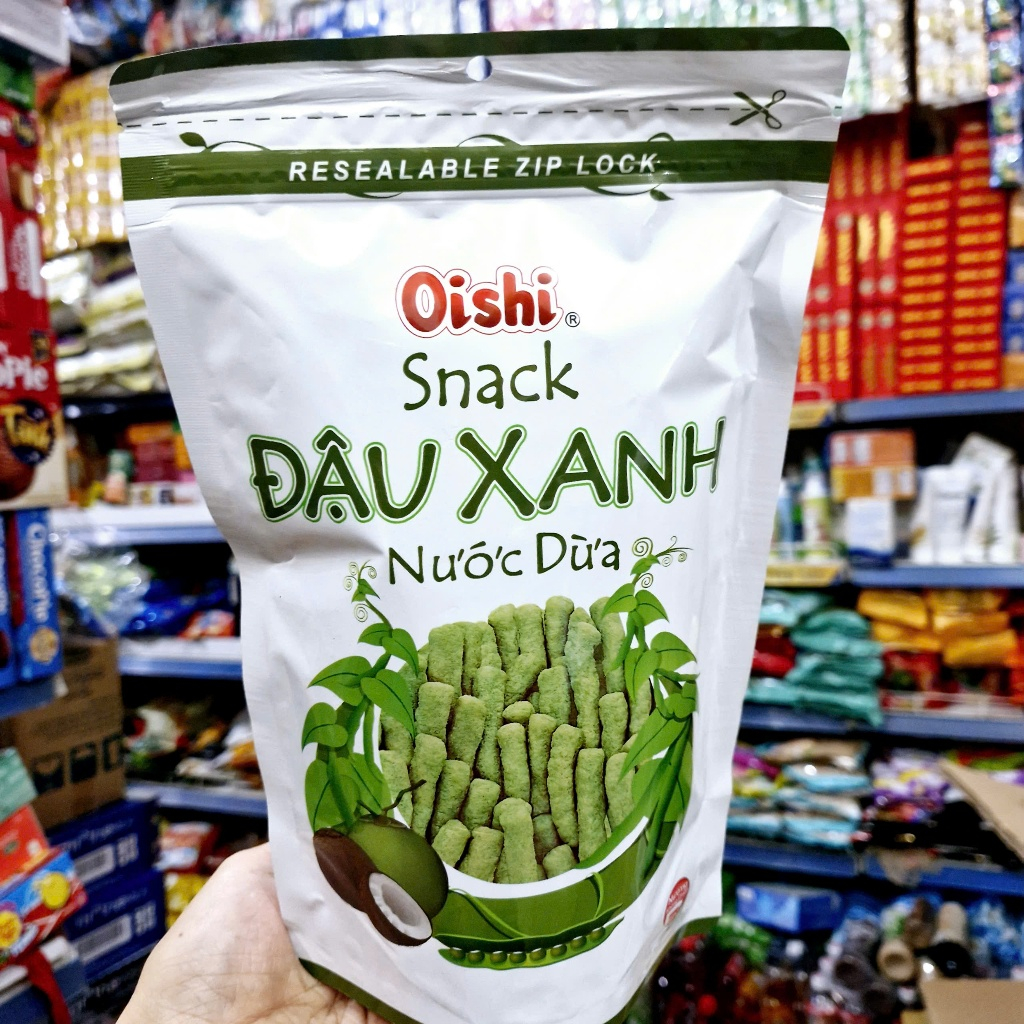 RESEALABLE ZIP LOCK
Oishi®
Snack
ĐẬU XANH
Nước Dừa